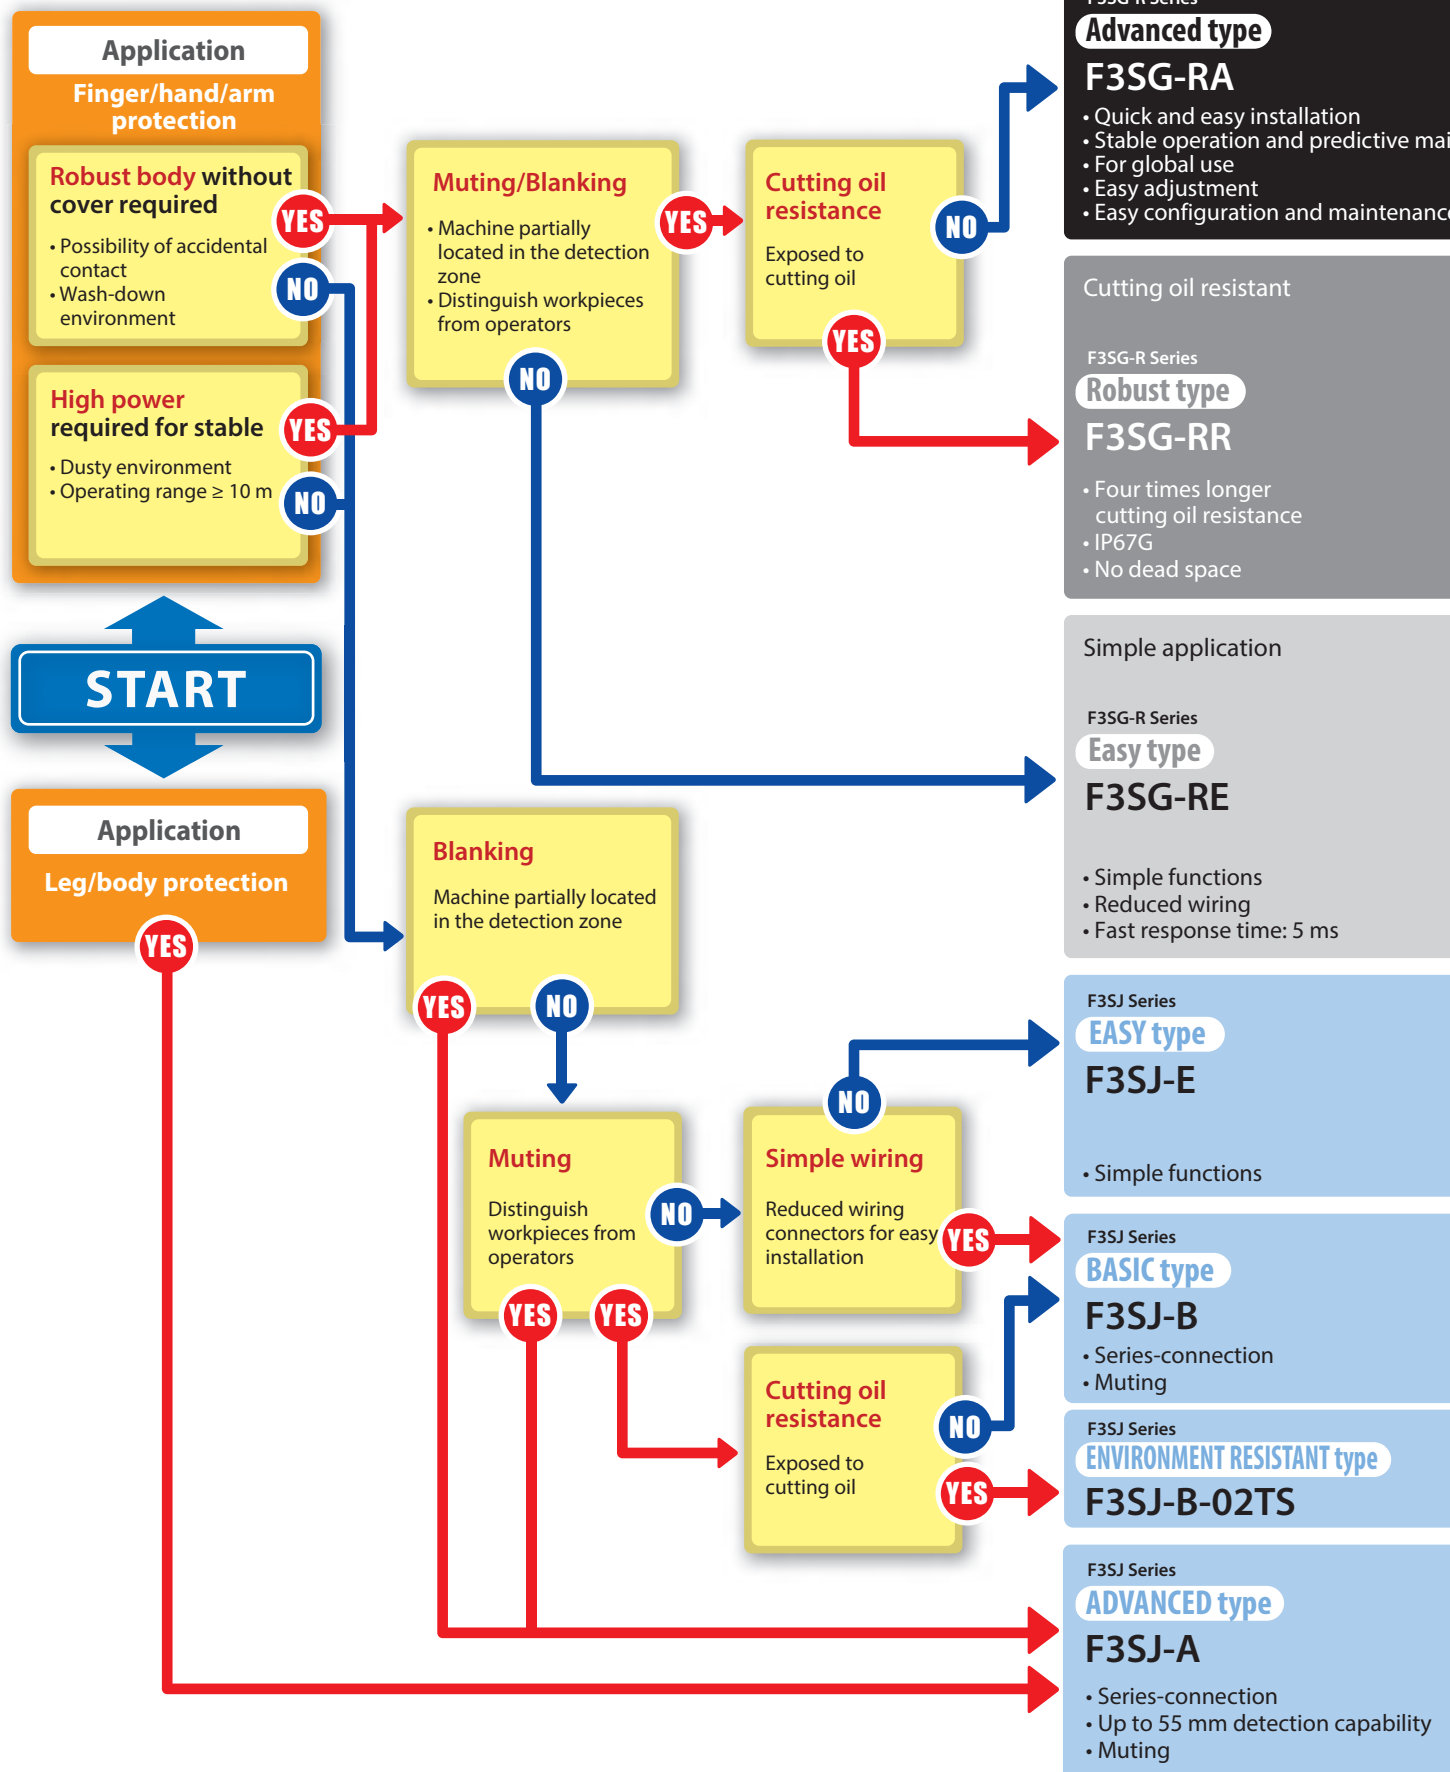 Application
Finger/hand/arm
protection
Robust body without
cover required
• Possibility of accidental
contact
• Wash-down
environment
YES
NO
High power
required for stable
• Dusty environment
• Operating range ≥ 10 m
YES
NO
START
Application
Leg/body protection
YES
Muting/Blanking
• Machine partially
located in the detection
zone
• Distinguish workpieces
from operators
YES
NO
Cutting oil
resistance
Exposed to
cutting oil
NO
YES
Blanking
Machine partially located
in the detection zone
YES
NO
Muting
Distinguish
workpieces from
operators
NO
YES
YES
Simple wiring
Reduced wiring
connectors for easy
installation
NO
YES
Cutting oil
resistance
Exposed to
cutting oil
NO
YES
F3SG-R Series
Advanced type
F3SG-RA
• Quick and easy installation
• Stable operation and predictive mai
• For global use
• Easy adjustment
• Easy configuration and maintenance
Cutting oil resistant
F3SG-R Series
Robust type
F3SG-RR
• Four times longer
cutting oil resistance
• IP67G
• No dead space
Simple application
F3SG-R Series
Easy type
F3SG-RE
• Simple functions
• Reduced wiring
• Fast response time: 5 ms
F3SJ Series
EASY type
F3SJ-E
• Simple functions
F3SJ Series
BASIC type
F3SJ-B
• Series-connection
• Muting
F3SJ Series
ENVIRONMENT RESISTANT type
F3SJ-B-02TS
F3SJ Series
ADVANCED type
F3SJ-A
• Series-connection
• Up to 55 mm detection capability
• Muting